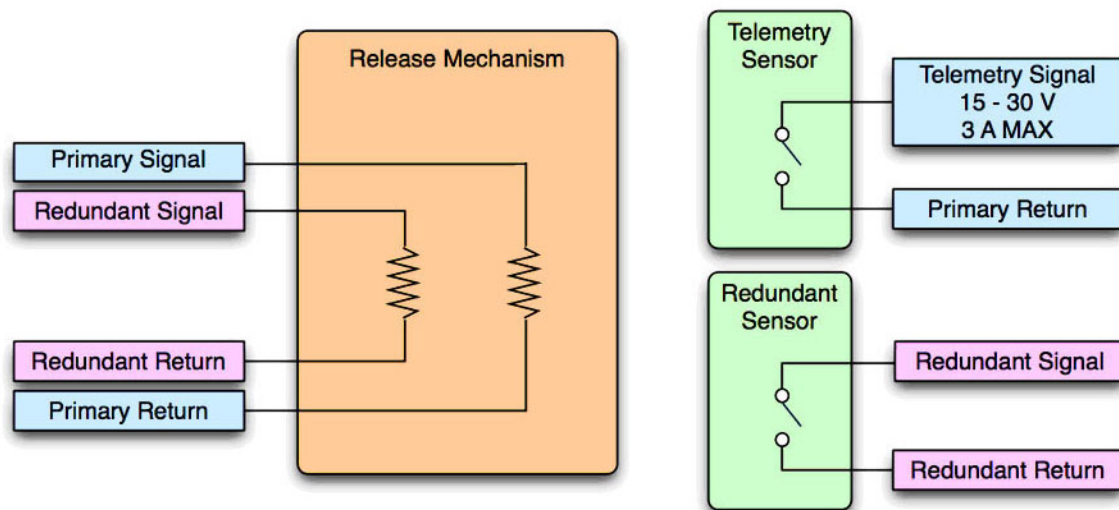 Release Mechanism
Primary Signal
Redundant Signal
Redundant Return
Primary Return
Telemetry
Sensor
Telemetry Signal
15 - 30 V
3 A MAX
Primary Return
Redundant
Sensor
Redundant Signal
Redundant Return